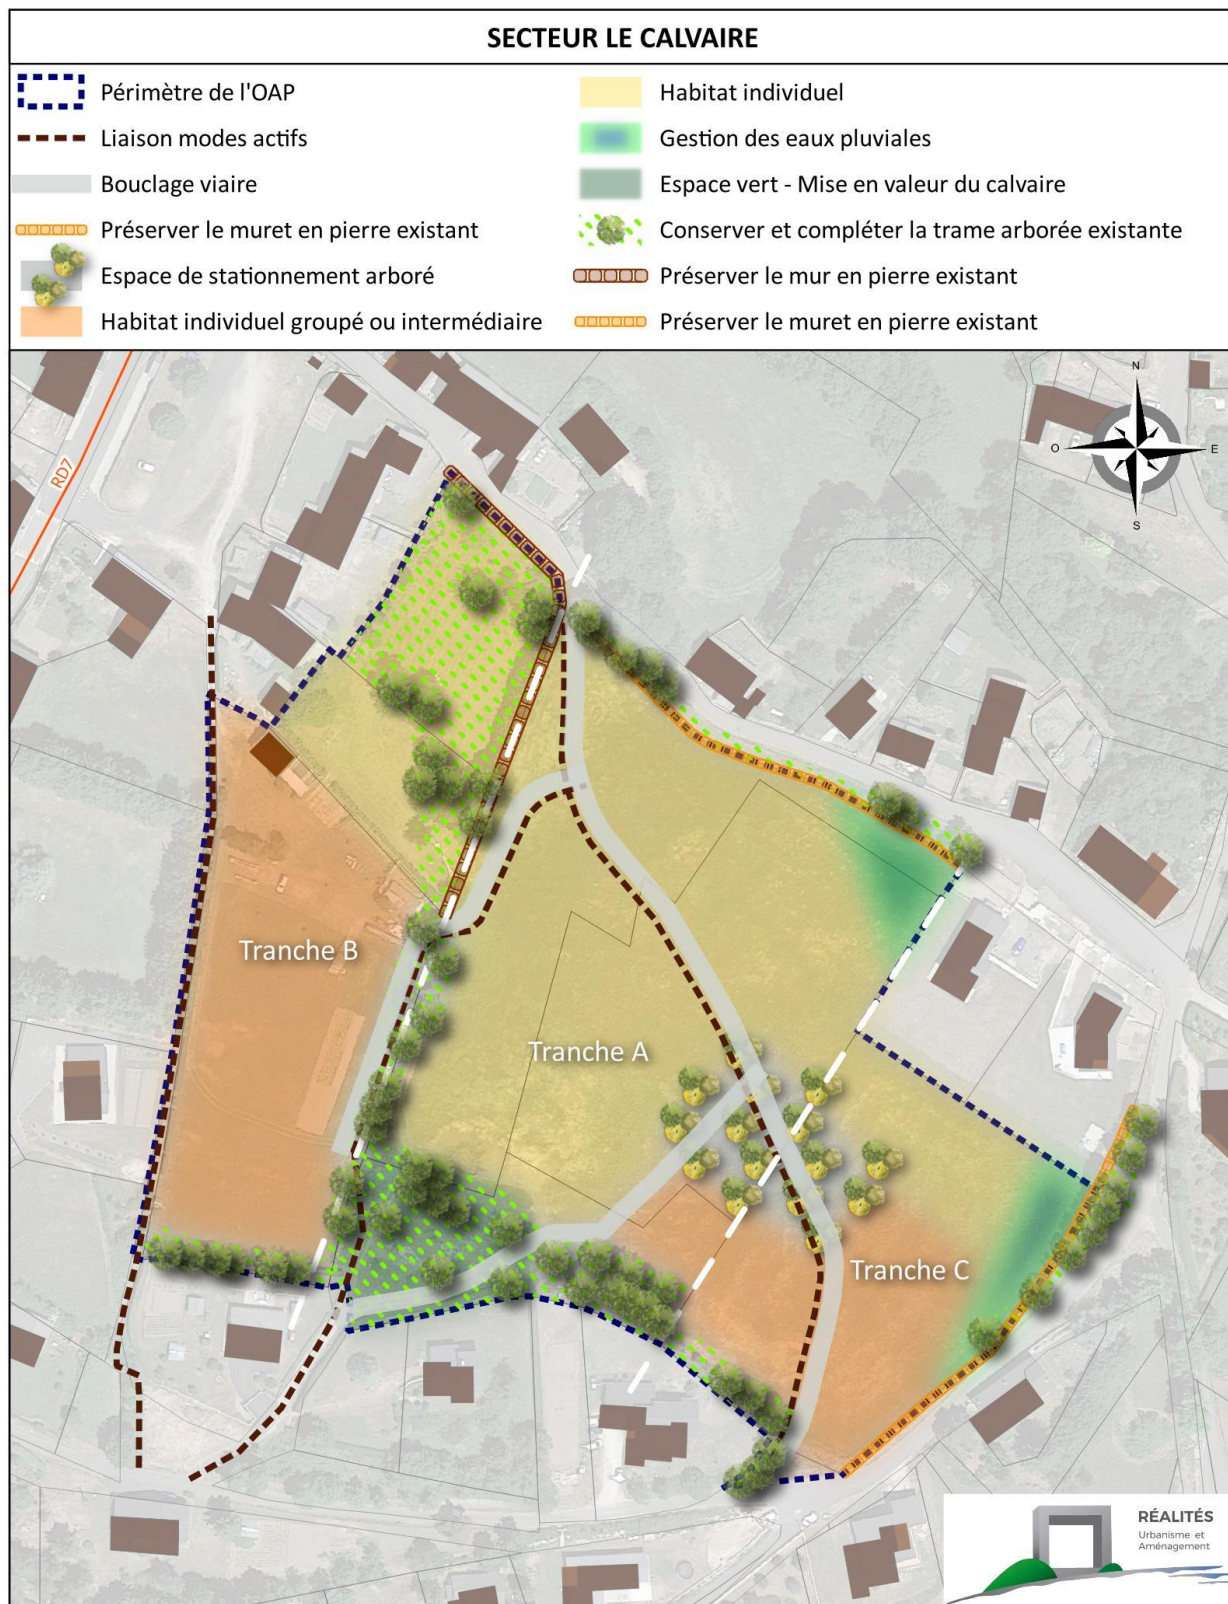 SECTEUR LE CALVAIRE
Périmètre de l'OAP
Liaison modes actifs
Bouclage viaire
Préserver le muret en pierre existant
Espace de stationnement arboré
Habitat individuel groupé ou intermédiaire
Habitat individuel
Gestion des eaux pluviales
Espace vert - Mise en valeur du calvaire
Conserver et compléter la trame arborée existante
Préserver le mur en pierre existant
Préserver le muret en pierre existant
N
O
E
S
RD7
Tranche B
Tranche A
Tranche C
RÉALITÉS
Urbanisme et
Aménagement